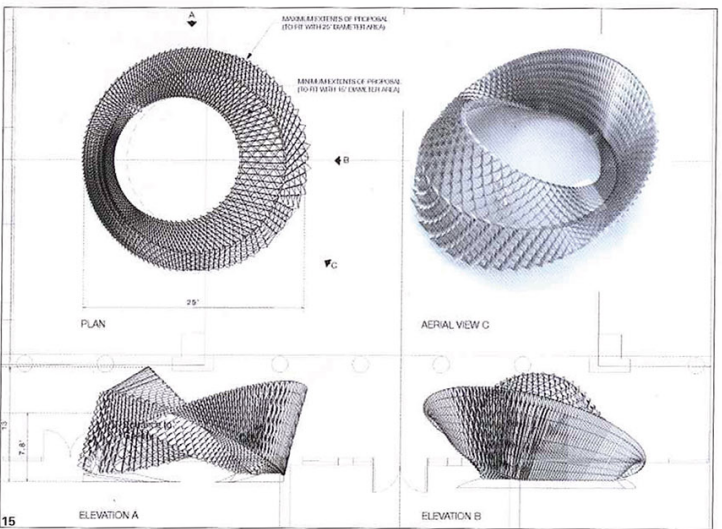 A
MAXIMUM EXTENTS OF PROPOSAL
(TO FIT WITH 25' DIAMETER AREA)
MINIMUM EXTENTS OF PROPOSAL
(TO FIT WITH 15' DIAMETER AREA)
B
C
25'
PLAN
AERIAL VIEW C
13'
7.8'
ELEVATION A
ELEVATION B
15